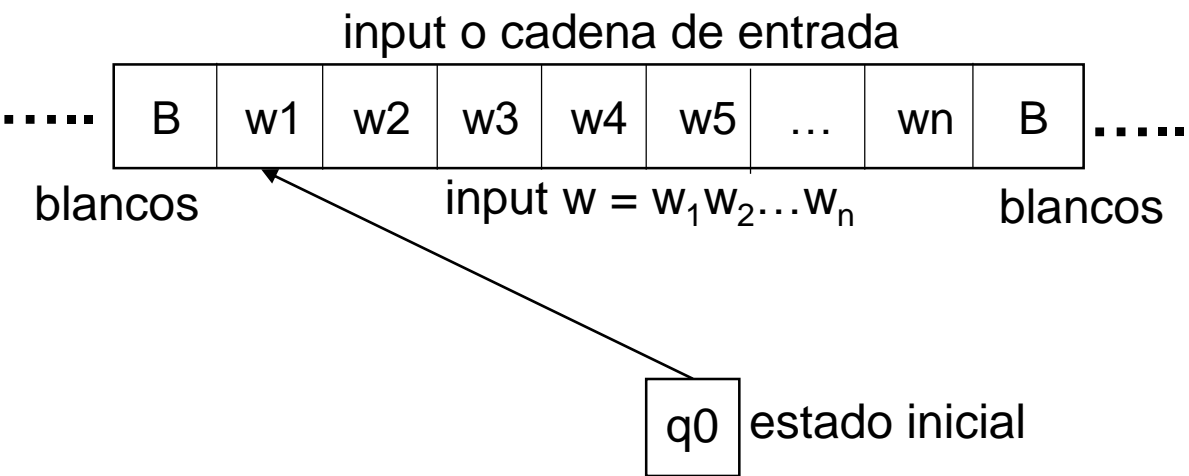 input o cadena de entrada
B w1 w2 w3 w4 w5 … wn B
blancos input w = w₁w₂…wₙ blancos
q0 estado inicial